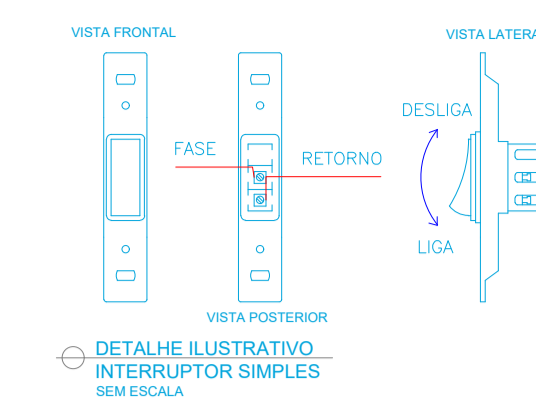 VISTA FRONTAL
VISTA LATERA
DESLIGA
FASE
RETORNO
LIGA
VISTA POSTERIOR
DETALHE ILUSTRATIVO
INTERRUPTOR SIMPLES
SEM ESCALA